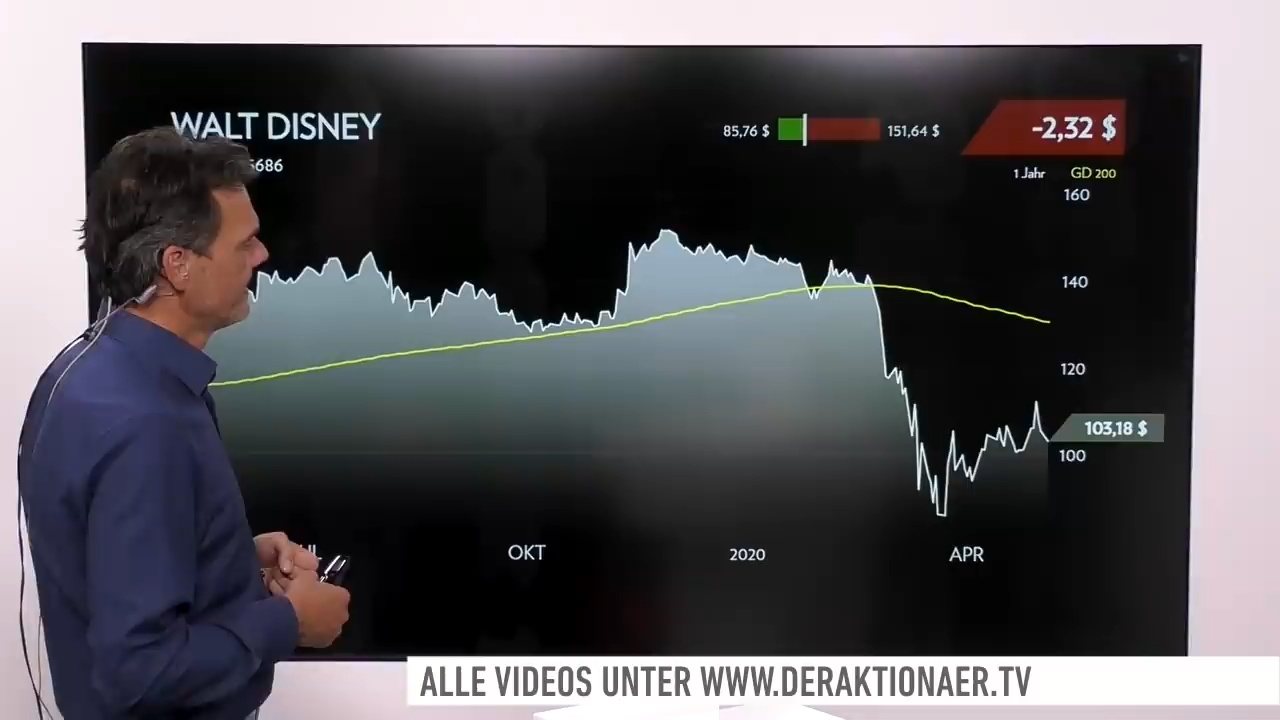 WALT DISNEY
85,76 $ 151,64 $
-2,32 $
5686
1 Jahr GD 200
160
140
120
103,18 $
100
OKT 2020 APR
ALLE VIDEOS UNTER WWW.DERAKTIONAER.TV